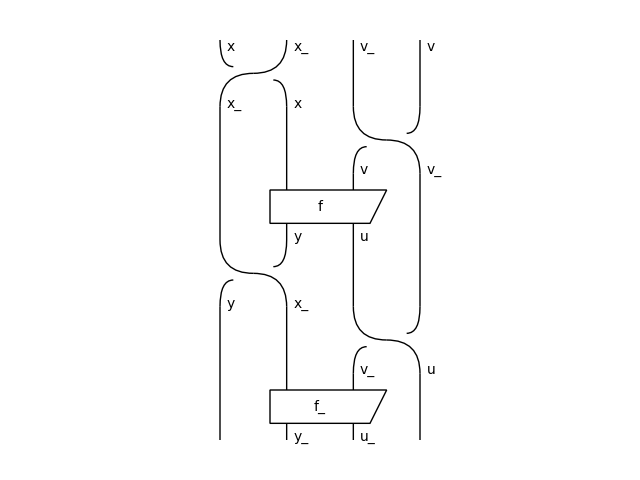 x x_ v_ v
x_ x
v v_
f
y u
y x_
v_ u
f_
y_ u_